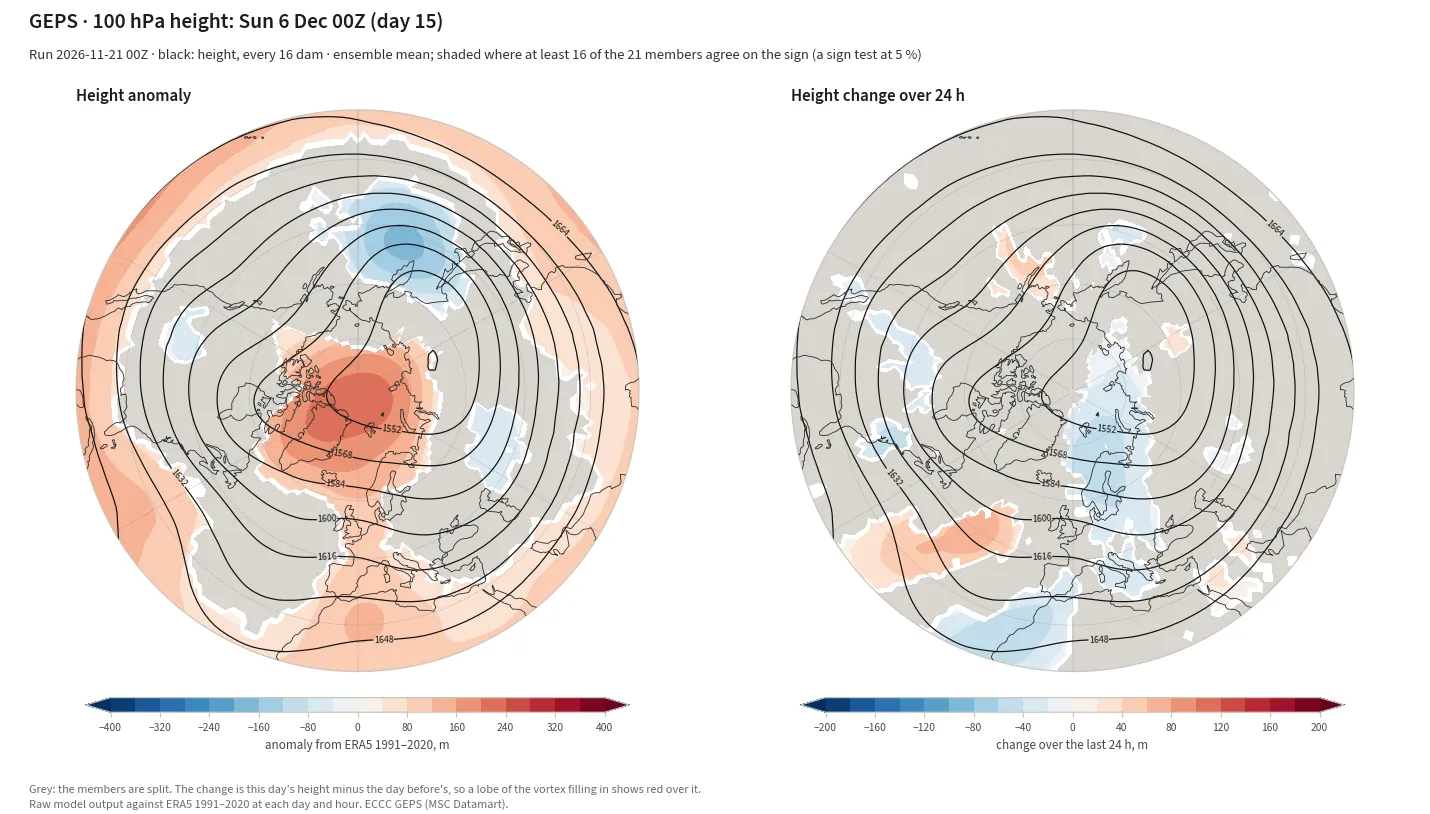 GEPS · 100 hPa height: Sun 6 Dec 00Z (day 15)
Run 2026-11-21 00Z · black: height, every 16 dam · ensemble mean; shaded where at least 16 of the 21 members agree on the sign (a sign test at 5 %)
Height anomaly
Height change over 24 h
1664
1664
1552
1552
1568
1568
1584
1584
1632
1632
1600
1600
1616
1616
1648
1648
−400 −320 −240 −160 −80 0 80 160 240 320 400
−200 −160 −120 −80 −40 0 40 80 120 160 200
anomaly from ERA5 1991–2020, m
change over the last 24 h, m
Grey: the members are split. The change is this day's height minus the day before's, so a lobe of the vortex filling in shows red over it.
Raw model output against ERA5 1991–2020 at each day and hour. ECCC GEPS (MSC Datamart).